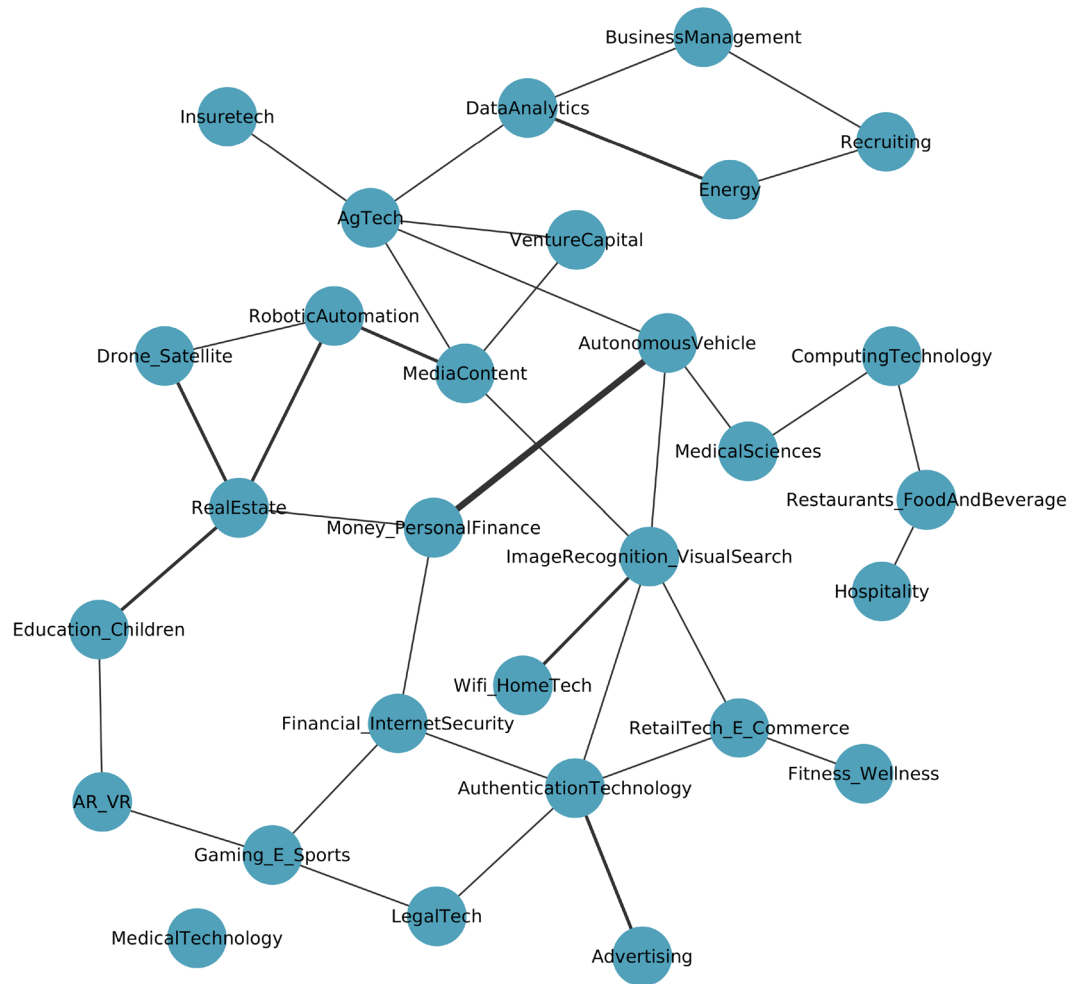 BusinessManagement
DataAnalytics
Insuretech
Recruiting
Energy
AgTech
VentureCapital
RoboticAutomation
AutonomousVehicle
Drone_Satellite
ComputingTechnology
MediaContent
MedicalSciences
Restaurants_FoodAndBeverage
RealEstate
Money_PersonalFinance
ImageRecognition_VisualSearch
Hospitality
Education_Children
Wifi_HomeTech
Financial_InternetSecurity
RetailTech_E_Commerce
Fitness_Wellness
AuthenticationTechnology
AR_VR
Gaming_E_Sports
LegalTech
MedicalTechnology
Advertising